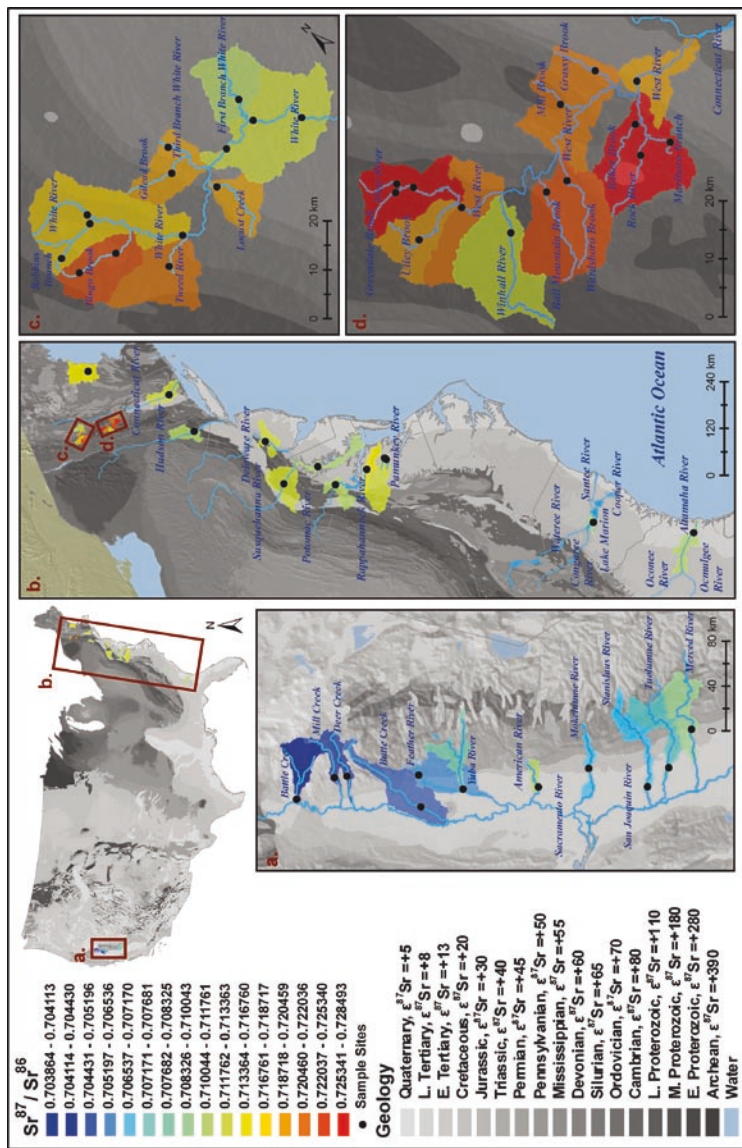 Sr87 / Sr86
0.703864 - 0.704113
0.704114 - 0.704430
0.704431 - 0.705196
0.705197 - 0.706536
0.706537 - 0.707170
0.707171 - 0.707681
0.707682 - 0.708325
0.708326 - 0.710043
0.710044 - 0.711761
0.711762 - 0.713363
0.713364 - 0.716760
0.716761 - 0.718717
0.718718 - 0.720459
0.720460 - 0.722036
0.722037 - 0.725340
0.725341 - 0.728493
Sample Sites
Geology
Quaternary, ε87Sr =+5
L. Tertiary, ε87Sr =+8
E. Tertiary, ε87Sr =+13
Cretaceous, ε87Sr =+20
Jurassic, ε87Sr =+30
Triassic, ε87Sr =+40
Permian, ε87Sr =+45
Pennsylvanian, ε87Sr =+50
Mississippian, ε87Sr =+55
Devonian, ε87Sr =+60
Silurian, ε87Sr =+65
Ordovician, ε87Sr =+70
Cambrian, ε87Sr =+80
L. Proterozoic, ε87Sr =+110
M. Proterozoic, ε87Sr =+180
E. Proterozoic, ε87Sr =+280
Archean, ε87Sr =+390
Water
a.
b.
N
a.
Battle Creek
Mill Creek
Deer Creek
Butte Creek
Feather River
Yuba River
American River
Sacramento River
Mokelumne River
Stanislaus River
San Joaquin River
Tuolumne River
Merced River
0 40 80
km
b.
c.
d.
Connecticut River
Hudson River
Delaware River
Susquehanna River
Potomac River
Rappahannock River
Pamunkey River
Wateree River
Congaree
River
Santee River
Lake Marion
Cooper River
Oconee
River
Altamaha River
Ocmulgee
River
Atlantic Ocean
0 120 240
km
c.
N
Robbins
Branch
White River
Bingo Brook
White River
Tweed River
Gilead Brook
Third Branch White River
Locust Creek
First Branch White River
White River
0 10 20
km
d.
Greendale
River
Utley Brook
West River
Winhall River
Ball Mountain Brook
Wardsboro Brook
Mill Brook
Grassy Brook
West River
Rock River
Baker Brook
Marlboro Branch
West River
Connecticut River
0 10 20
km